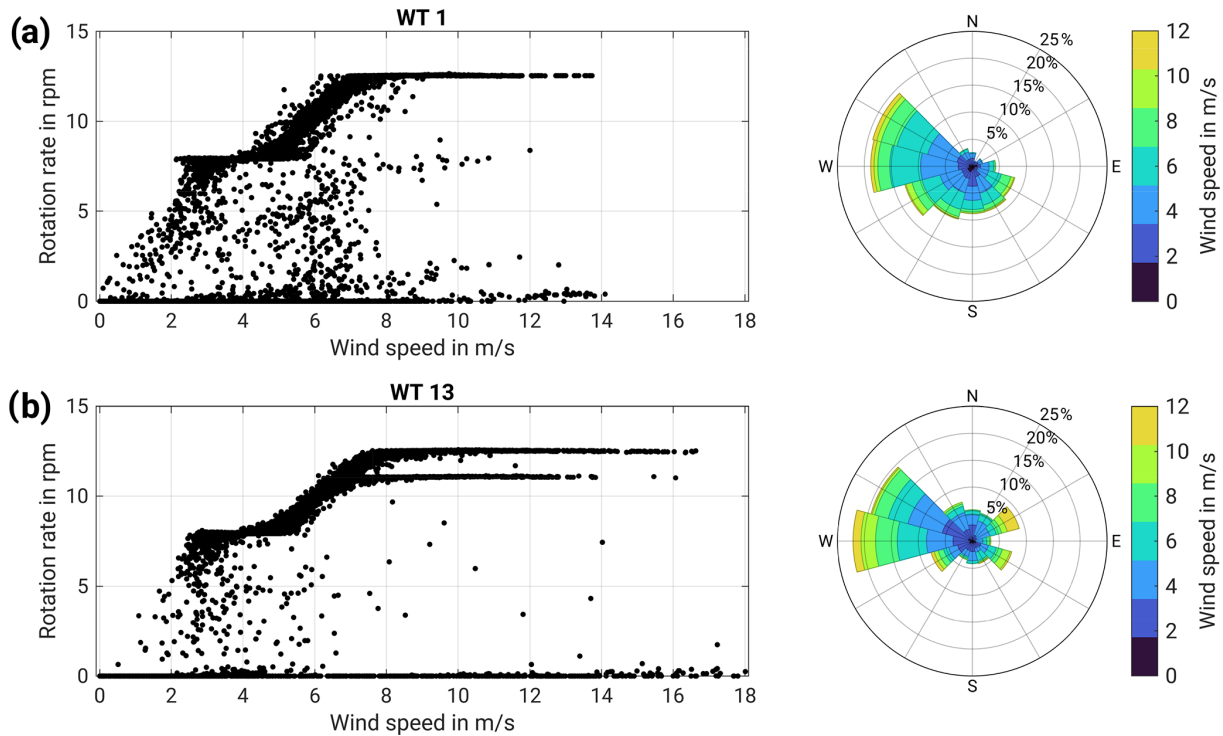 (a)
WT 1
Rotation rate in rpm
15
10
5
0
0 2 4 6 8 10 12 14 16 18
Wind speed in m/s
N
E
S
W
25%
20%
15%
10%
5%
12
10
8
6
4
2
0
Wind speed in m/s
(b)
WT 13
Rotation rate in rpm
15
10
5
0
0 2 4 6 8 10 12 14 16 18
Wind speed in m/s
N
E
S
W
25%
20%
15%
10%
5%
12
10
8
6
4
2
0
Wind speed in m/s